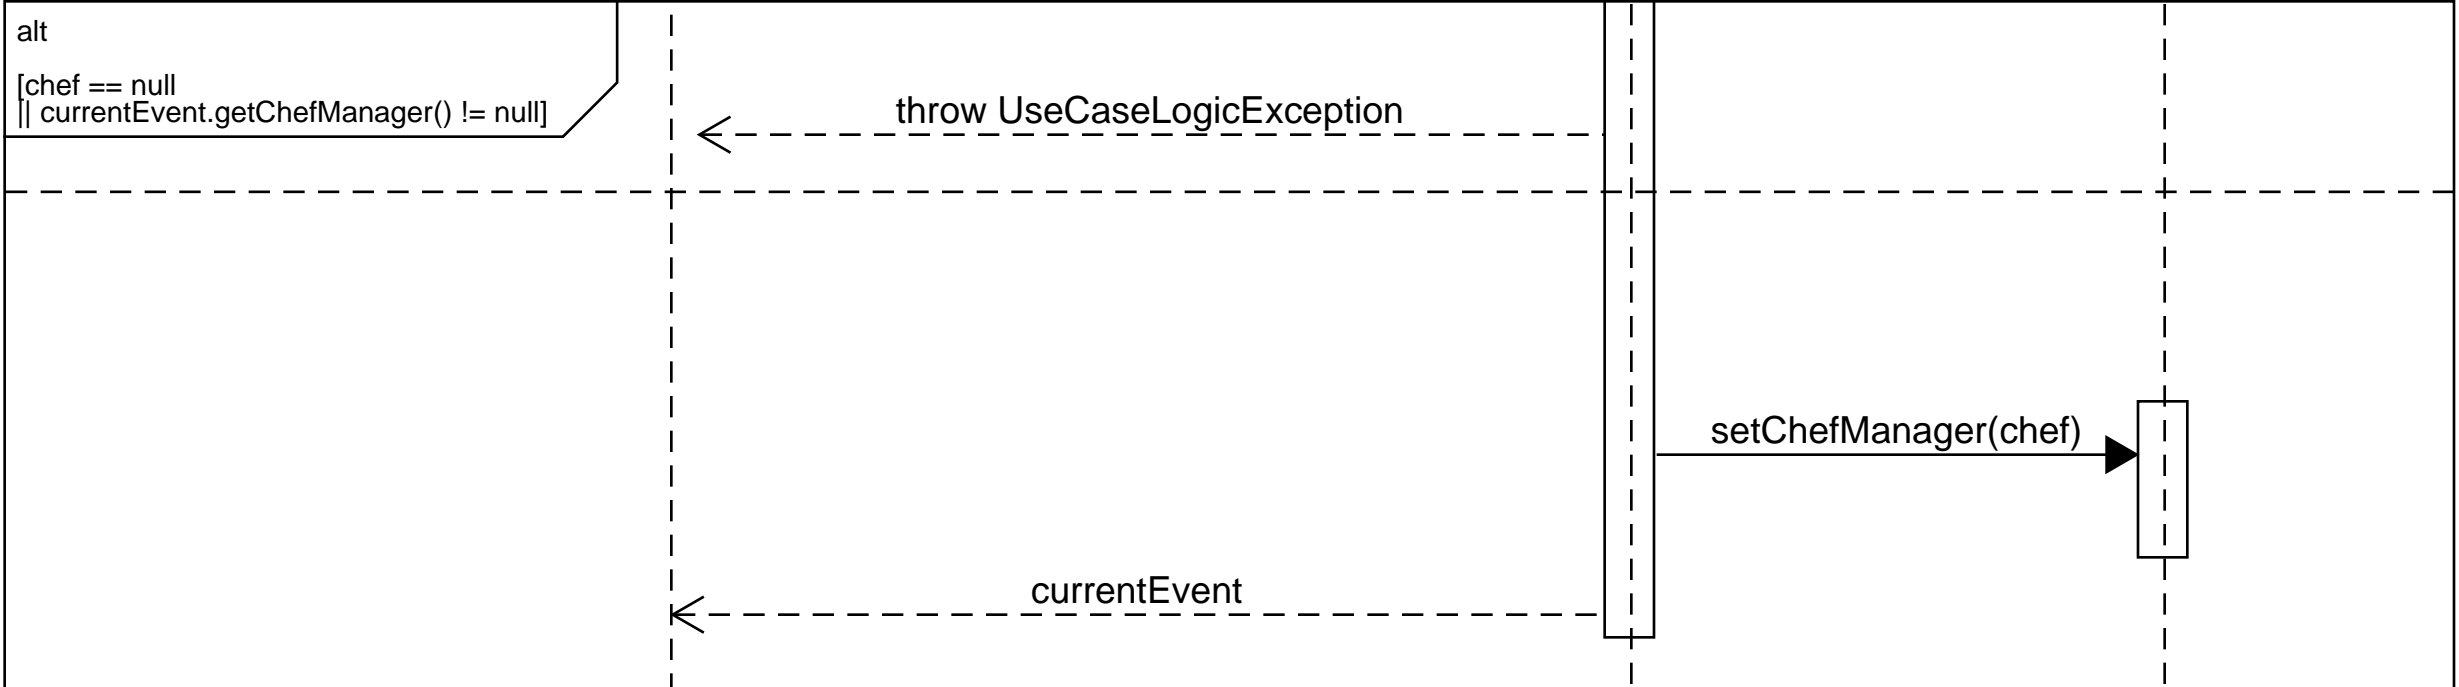 alt
[chef == null
|| currentEvent.getChefManager() != null]
throw UseCaseLogicException
setChefManager(chef)
currentEvent